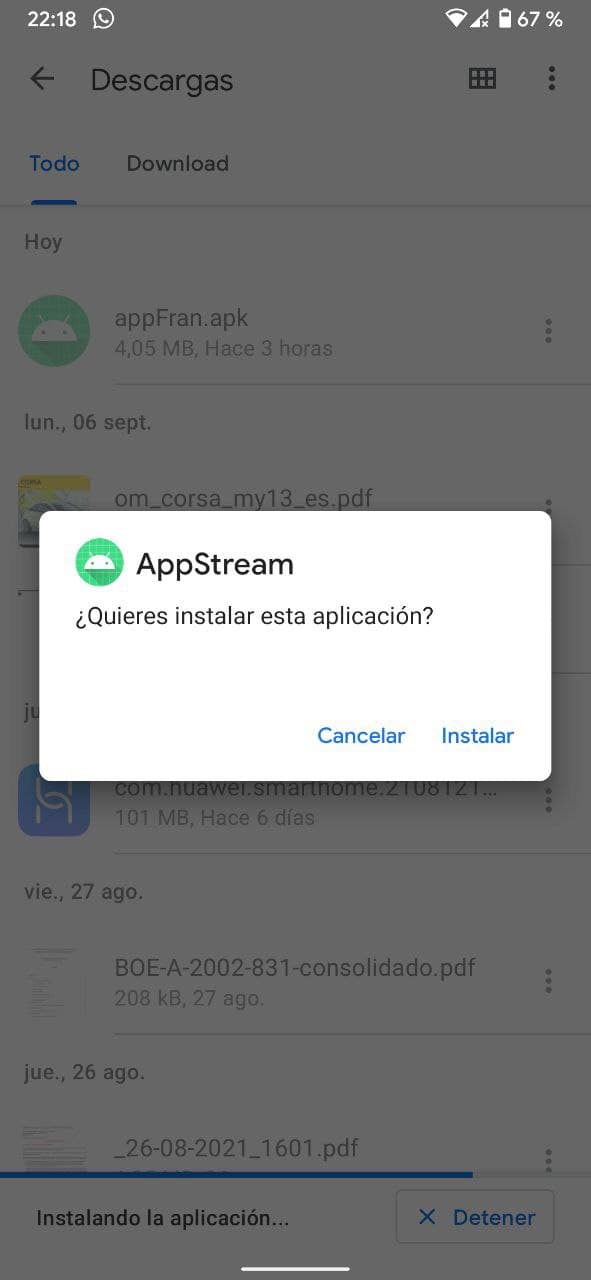 22:18
67 %
Descargas
Todo
Download
Hoy
appFran.apk
4,05 MB, Hace 3 horas
lun., 06 sept.
om_corsa_my13_es.pdf
AppStream
¿Quieres instalar esta aplicación?
Cancelar
Instalar
com.huawei.smarthome.2108121...
101 MB, Hace 6 días
vie., 27 ago.
BOE-A-2002-831-consolidado.pdf
208 kB, 27 ago.
jue., 26 ago.
_26-08-2021_1601.pdf
Instalando la aplicación...
Detener